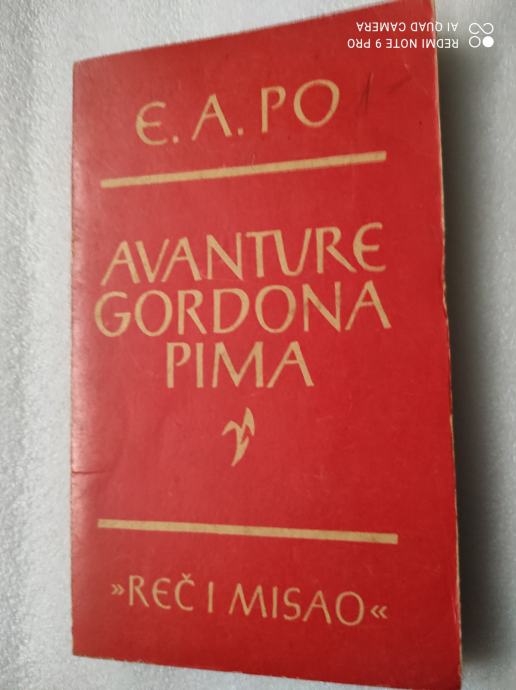 E. A. PO
AVANTURE
GORDONA
PIMA
»REČ I MISAO«
REDMI NOTE 9 PRO
AI QUAD CAMERA